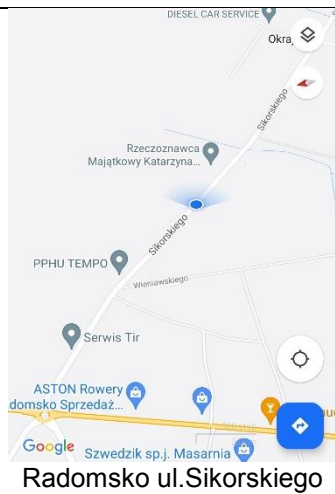 DIESEL CAR SERVICE
Okraj
Sikorskiego
Rzeczoznawca
Majątkowy Katarzyna...
Sikorskiego
PPHU TEMPO
Wieniawskiego
Serwis Tir
ASTON Rowery
domsko Sprzedaż...
Google
Szwedzik sp.j. Masarnia
Radomsko ul.Sikorskiego